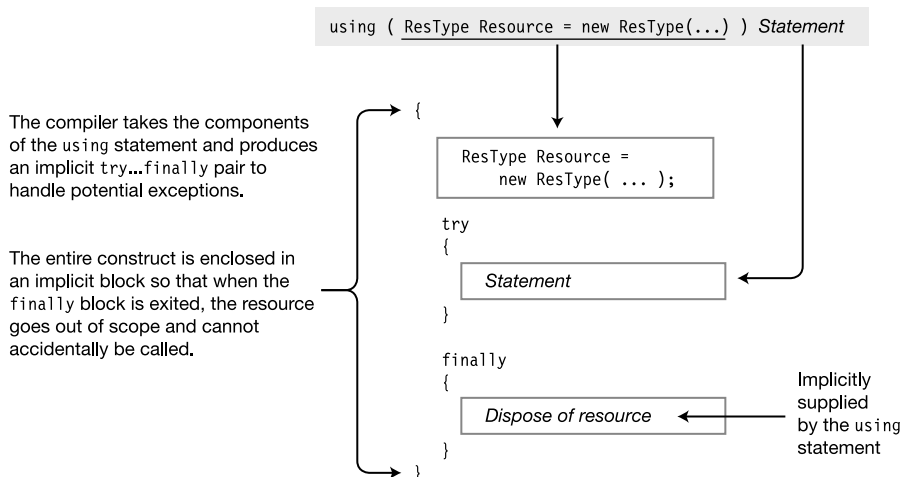 using ( ResType Resource = new ResType(...) ) Statement
The compiler takes the components
of the using statement and produces
an implicit try...finally pair to
handle potential exceptions.
The entire construct is enclosed in
an implicit block so that when the
finally block is exited, the resource
goes out of scope and cannot
accidentally be called.
{
ResType Resource =
new ResType( ... );
try
{
Statement
}
finally
{
Dispose of resource
}
}
Implicitly
supplied
by the using
statement